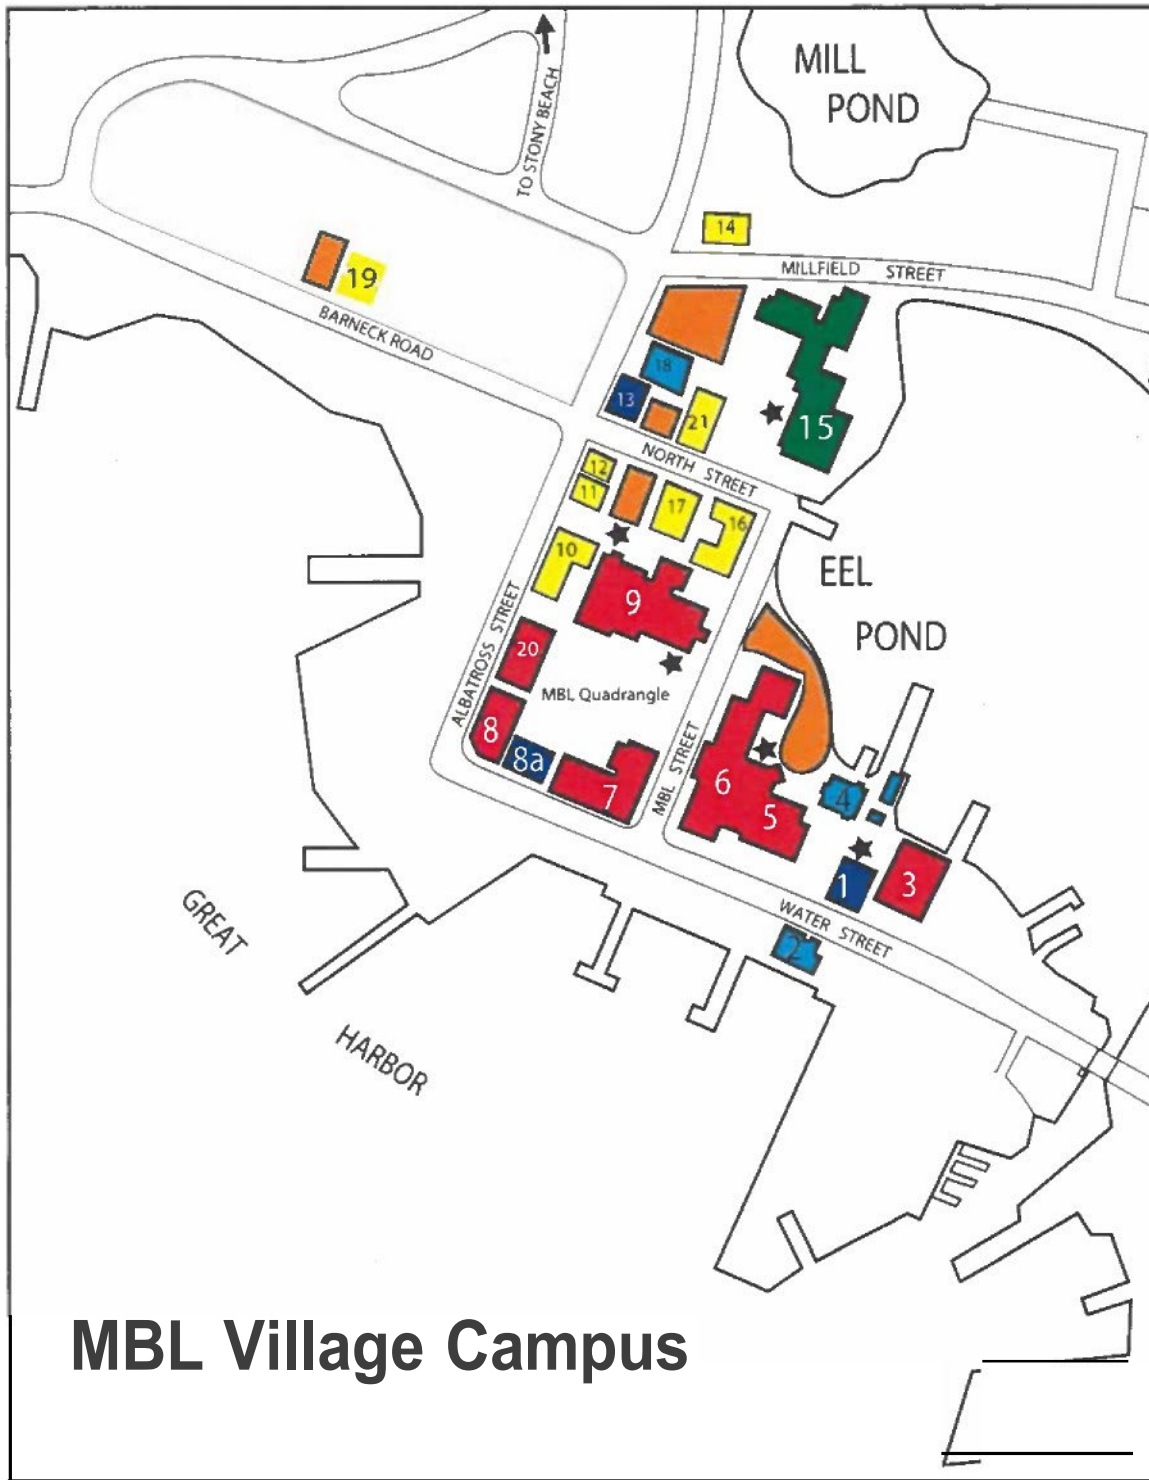 MILL
POND
TO STONY BEACH
14
MILLFIELD STREET
19
BARNECK ROAD
18
13
21
15
NORTH STREET
12
11
17
16
10
EEL
POND
9
ALBATROSS STREET
20
MBL Quadrangle
8
8a
7
MBL STREET
6
5
4
1
3
WATER STREET
2
GREAT
HARBOR
MBL Village Campus